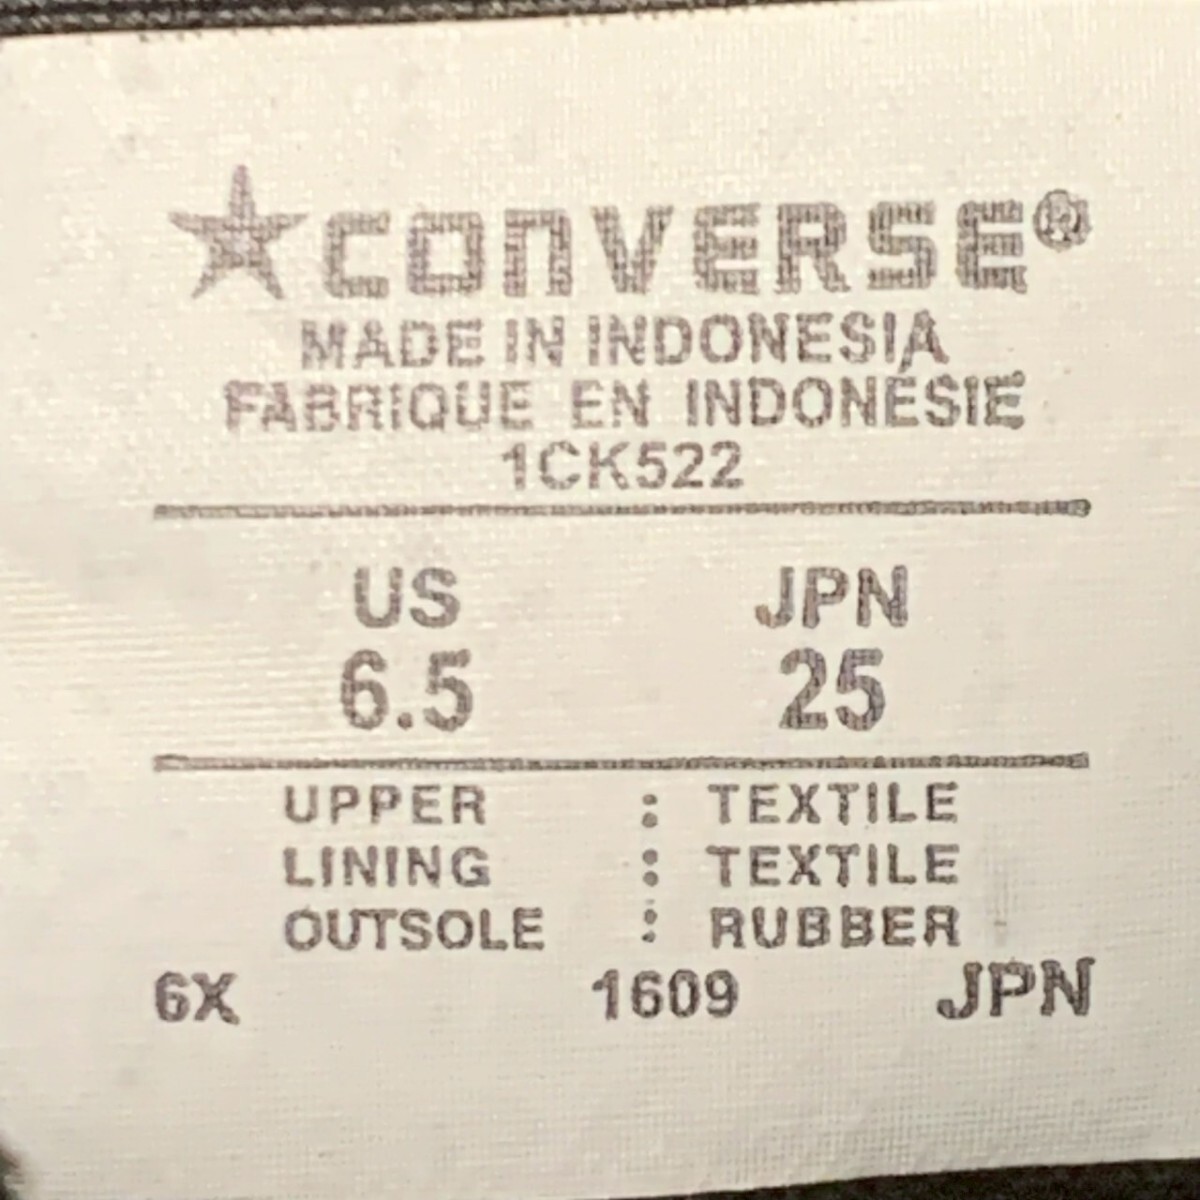 CONVERSE®
MADE IN INDONESIA
FABRIQUE EN INDONÉSIE
1CK522
US JPN
6.5 25
UPPER : TEXTILE
LINING : TEXTILE
OUTSOLE : RUBBER
6X 1609 JPN